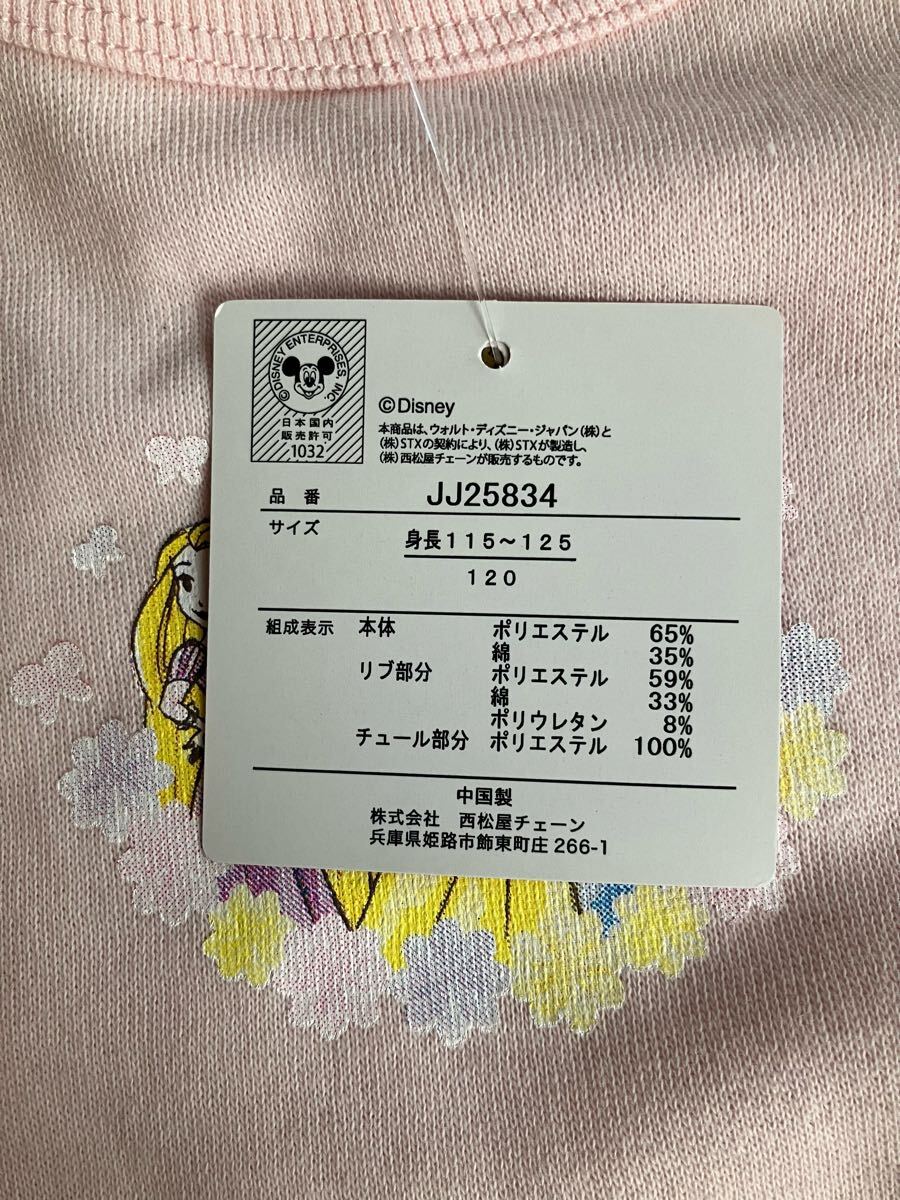 ©DISNEY ENTERPRISES, INC.
日本国内
販売許可
1032
©Disney
本商品は、ウォルト・ディズニー・ジャパン(株)と
(株)STXの契約により、(株)STXが製造し、
(株)西松屋チェーンが販売するものです。
品 番 JJ25834
サイズ 身長115~125
120
組成表示 本体 ポリエステル 65%
綿 35%
リブ部分 ポリエステル 59%
綿 33%
ポリウレタン 8%
チュール部分 ポリエステル 100%
中国製
株式会社 西松屋チェーン
兵庫県姫路市飾東町庄266-1